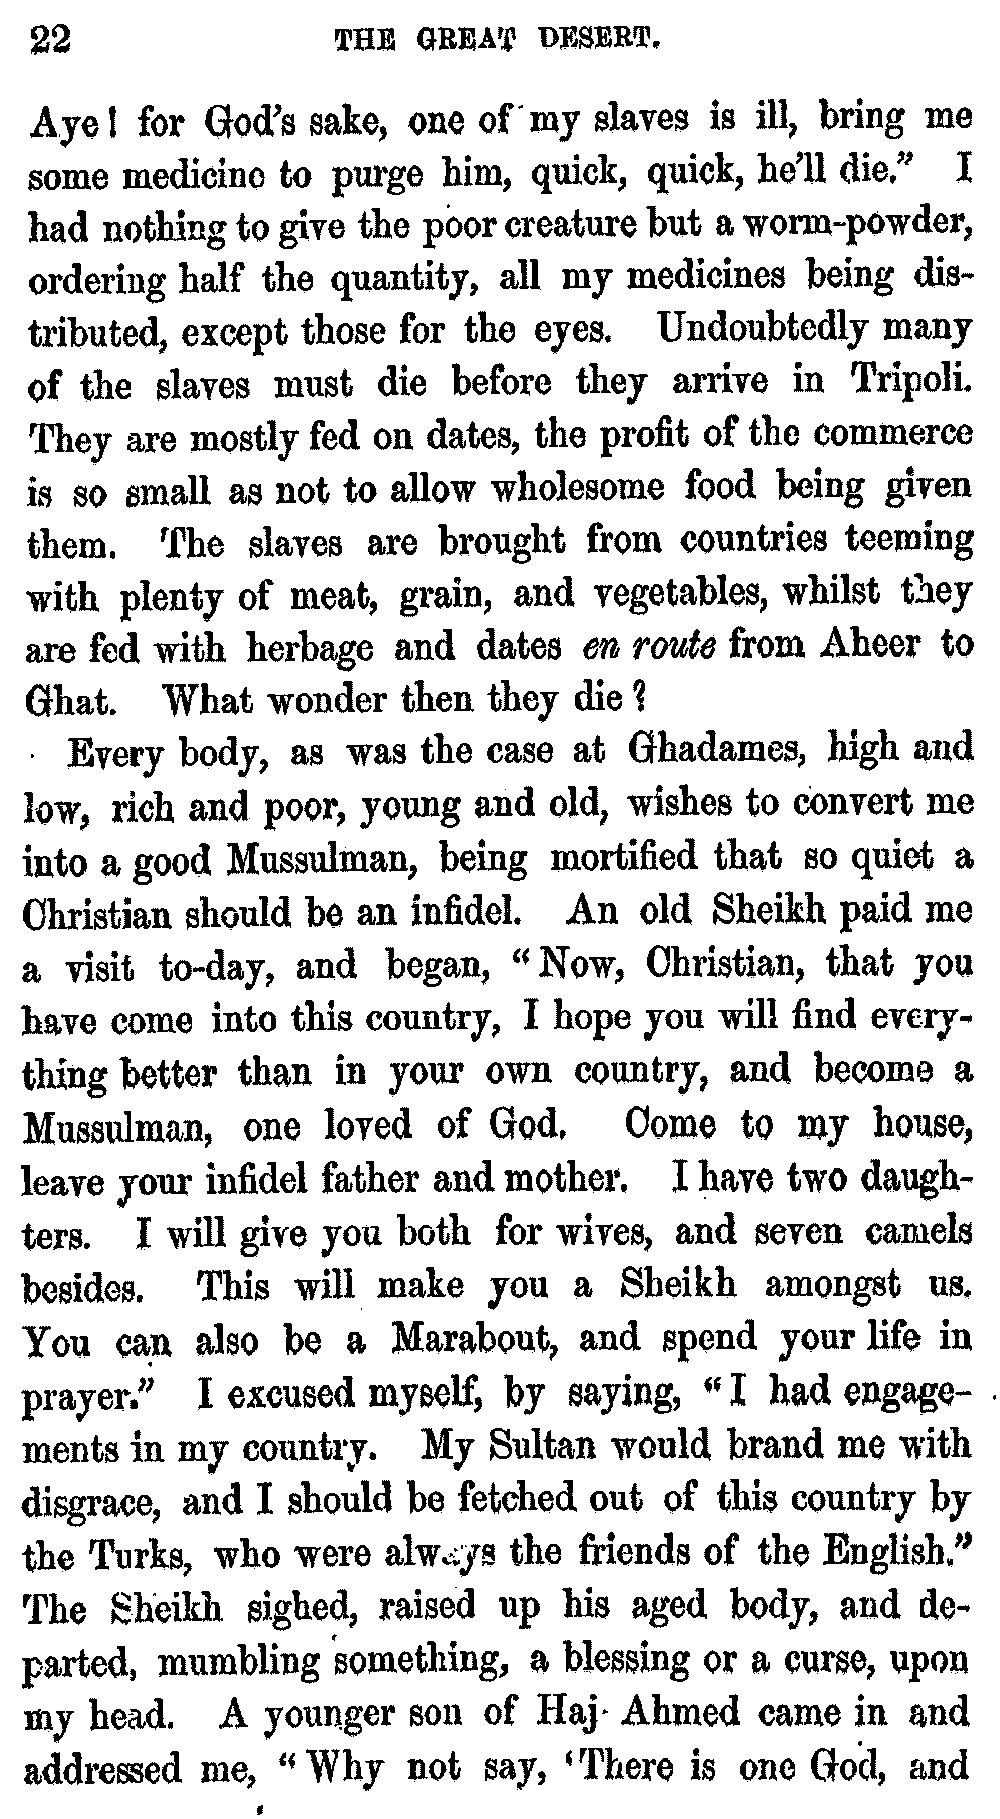 22 THE GREAT DESERT.
Aye! for God's sake, one of my slaves is ill, bring me
some medicine to purge him, quick, quick, he'll die." I
had nothing to give the poor creature but a worm-powder,
ordering half the quantity, all my medicines being dis-
tributed, except those for the eyes. Undoubtedly many
of the slaves must die before they arrive in Tripoli.
They are mostly fed on dates, the profit of the commerce
is so small as not to allow wholesome food being given
them. The slaves are brought from countries teeming
with plenty of meat, grain, and vegetables, whilst they
are fed with herbage and dates en route from Aheer to
Ghat. What wonder then they die?
Every body, as was the case at Ghadames, high and
low, rich and poor, young and old, wishes to convert me
into a good Mussulman, being mortified that so quiet a
Christian should be an infidel. An old Sheikh paid me
a visit to-day, and began, "Now, Christian, that you
have come into this country, I hope you will find every-
thing better than in your own country, and become a
Mussulman, one loved of God. Come to my house,
leave your infidel father and mother. I have two daugh-
ters. I will give you both for wives, and seven camels
besides. This will make you a Sheikh amongst us.
You can also be a Marabout, and spend your life in
prayer." I excused myself, by saying, "I had engage-
ments in my country. My Sultan would brand me with
disgrace, and I should be fetched out of this country by
the Turks, who were always the friends of the English."
The Sheikh sighed, raised up his aged body, and de-
parted, mumbling something, a blessing or a curse, upon
my head. A younger son of Haj Ahmed came in and
addressed me, "Why not say, 'There is one God, and